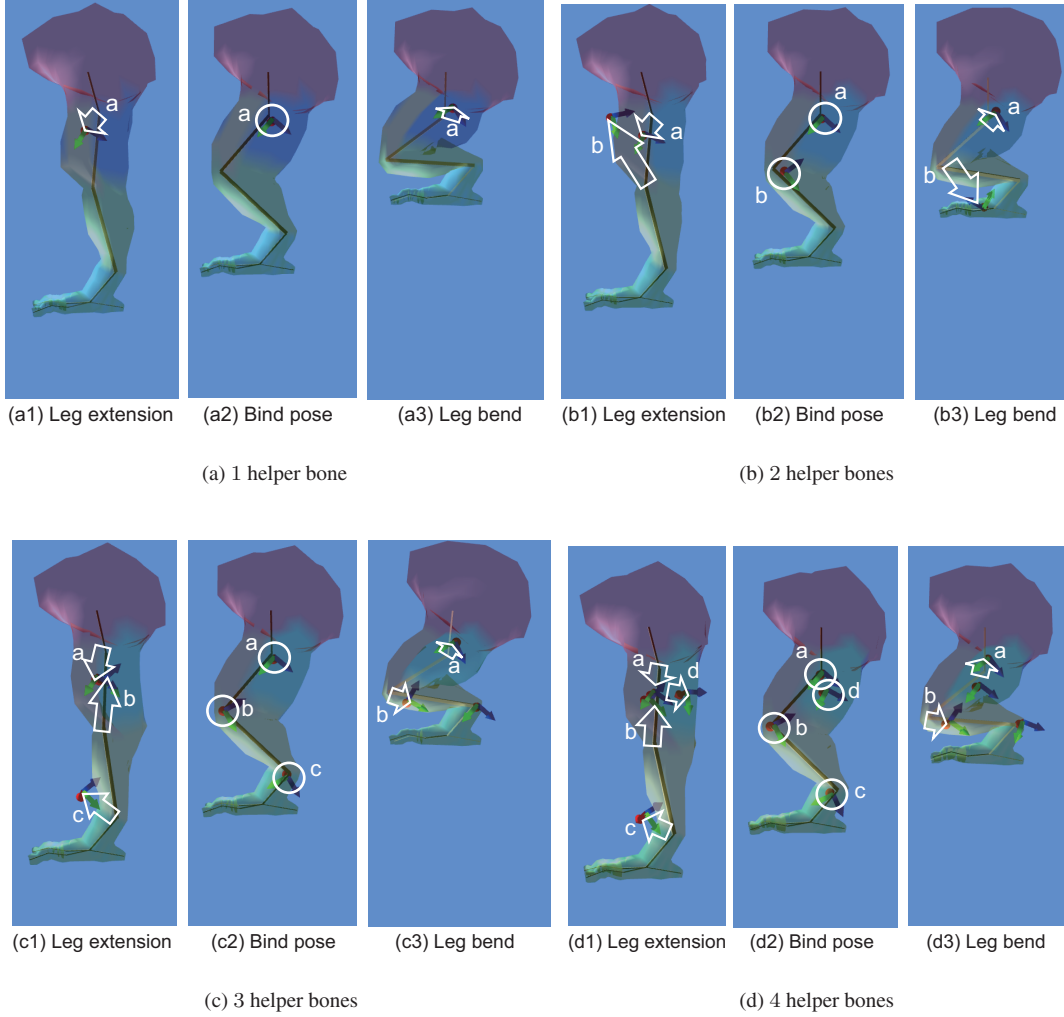 a
a
a
b
a
a
b
a
b
(a1) Leg extension (a2) Bind pose (a3) Leg bend (b1) Leg extension (b2) Bind pose (b3) Leg bend
(a) 1 helper bone (b) 2 helper bones
a
b
c
a
b
c
a
b
a
d
b
c
a
d
b
c
a
b
(c1) Leg extension (c2) Bind pose (c3) Leg bend (d1) Leg extension (d2) Bind pose (d3) Leg bend
(c) 3 helper bones (d) 4 helper bones